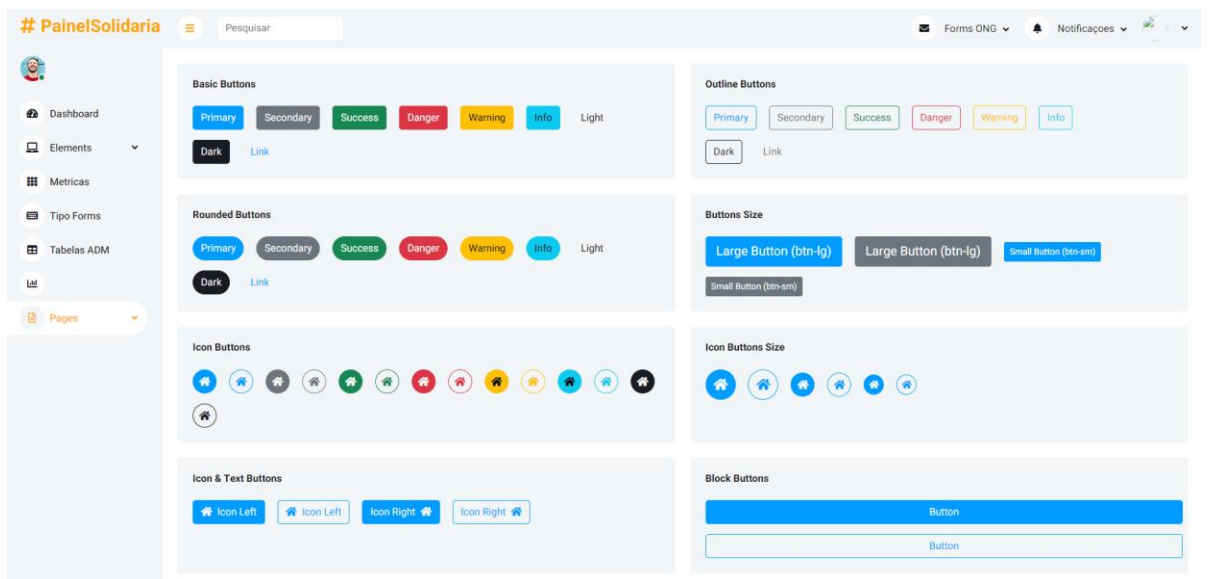 # PainelSolidaria
Pesquisar
Forms ONG
Notificaçoes
Dashboard
Elements
Metricas
Tipo Forms
Tabelas ADM
Pages
Basic Buttons
Primary Secondary Success Danger Warning Info Light
Dark Link
Outline Buttons
Primary Secondary Success Danger Warning Info
Dark Link
Rounded Buttons
Primary Secondary Success Danger Warning Info Light
Dark Link
Buttons Size
Large Button (btn-lg) Large Button (btn-lg) Small Button (btn-sm)
Small Button (btn-sm)
Icon Buttons
Icon Buttons Size
Icon & Text Buttons
Icon Left Icon Left Icon Right Icon Right
Block Buttons
Button
Button